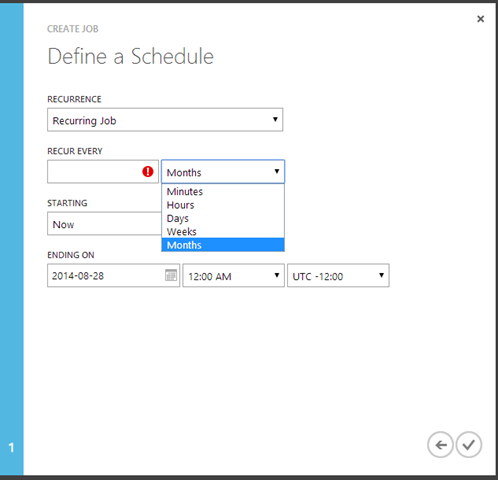 CREATE JOB
Define a Schedule
RECURRENCE
Recurring Job
RECUR EVERY
Months
Minutes
Hours
Days
Weeks
Months
STARTING
Now
ENDING ON
2014-08-28 12:00 AM UTC -12:00
1